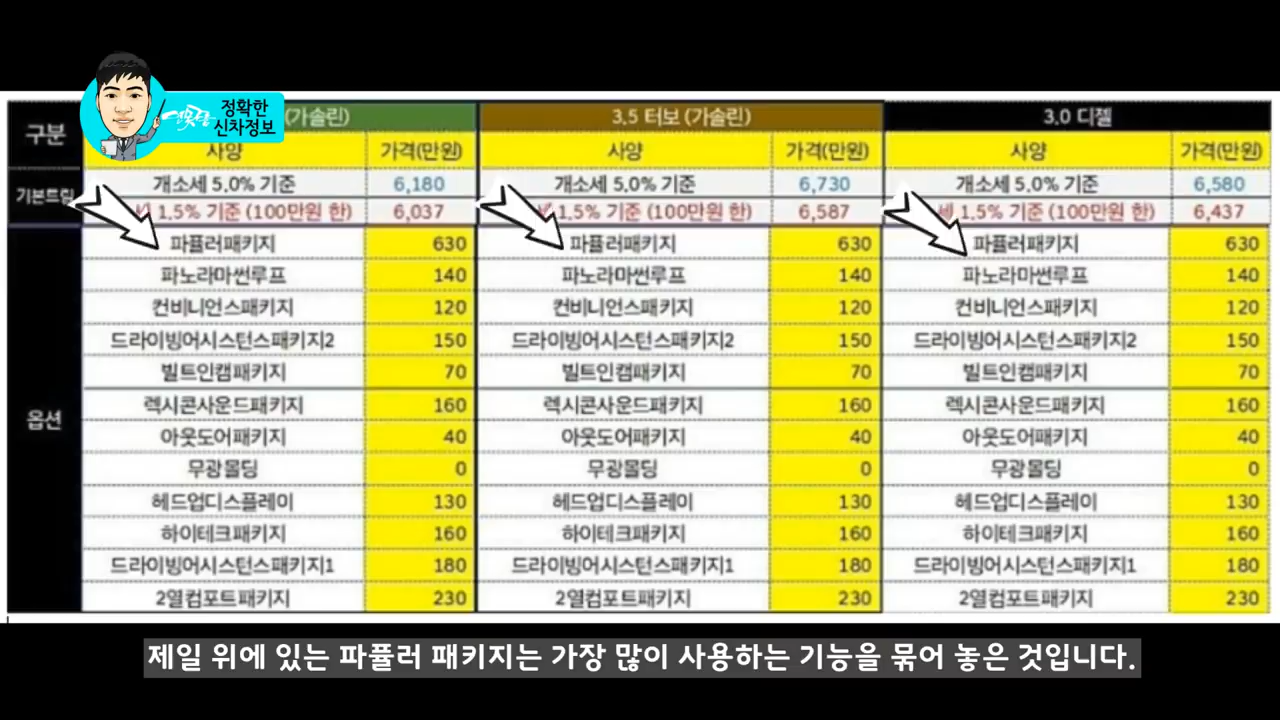 정확한
신차정보
구분 (가솔린) 3.5 터보 (가솔린) 3.0 디젤
사양 가격(만원) 사양 가격(만원) 사양 가격(만원)
기본트림 개소세 5.0% 기준 6,180 개소세 5.0% 기준 6,730 개소세 5.0% 기준 6,580
1.5% 기준 (100만원 한) 6,037 1.5% 기준 (100만원 한) 6,587 세 1.5% 기준 (100만원 한) 6,437
옵션 파퓰러패키지 630 파퓰러패키지 630 파퓰러패키지 630
파노라마썬루프 140 파노라마썬루프 140 파노라마썬루프 140
컨비니언스패키지 120 컨비니언스패키지 120 컨비니언스패키지 120
드라이빙어시스턴스패키지2 150 드라이빙어시스턴스패키지2 150 드라이빙어시스턴스패키지2 150
빌트인캠패키지 70 빌트인캠패키지 70 빌트인캠패키지 70
렉시콘사운드패키지 160 렉시콘사운드패키지 160 렉시콘사운드패키지 160
아웃도어패키지 40 아웃도어패키지 40 아웃도어패키지 40
무광몰딩 0 무광몰딩 0 무광몰딩 0
헤드업디스플레이 130 헤드업디스플레이 130 헤드업디스플레이 130
하이테크패키지 160 하이테크패키지 160 하이테크패키지 160
드라이빙어시스턴스패키지1 180 드라이빙어시스턴스패키지1 180 드라이빙어시스턴스패키지1 180
2열컴포트패키지 230 2열컴포트패키지 230 2열컴포트패키지 230
제일 위에 있는 파퓰러 패키지는 가장 많이 사용하는 기능을 묶어 놓은 것입니다.